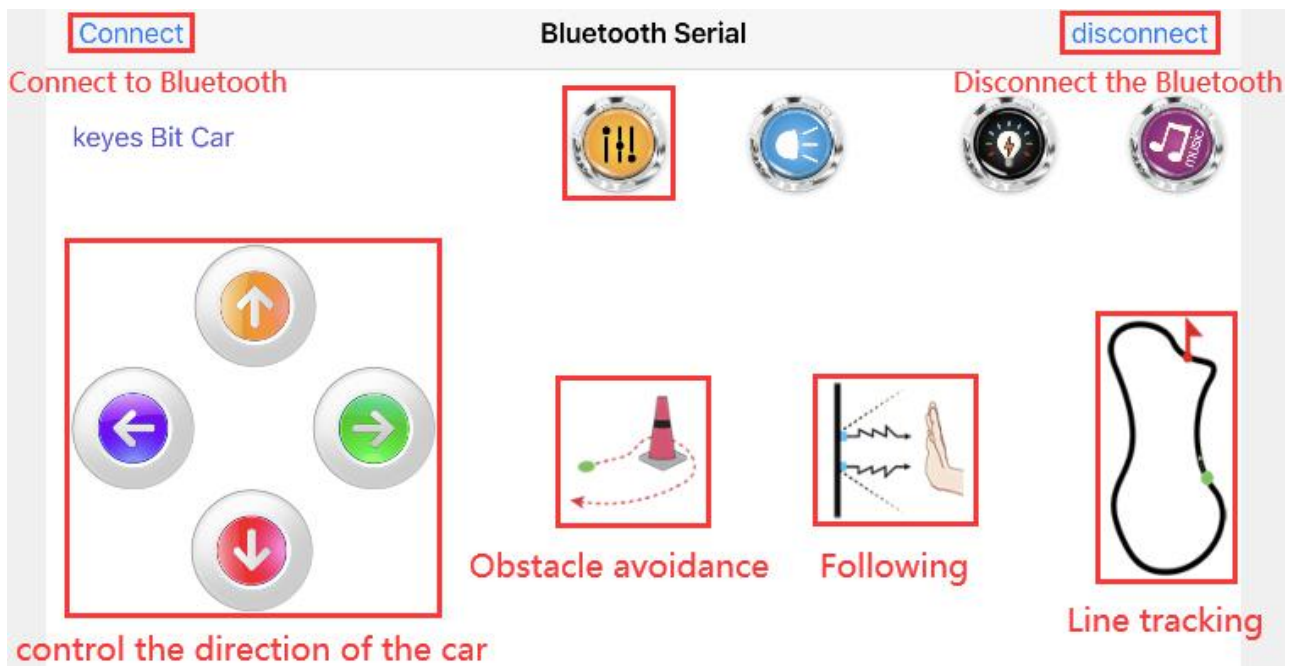 Connect
Bluetooth Serial
disconnect
Connect to Bluetooth
Disconnect the Bluetooth
keyes Bit Car
music
Obstacle avoidance
Following
Line tracking
control the direction of the car